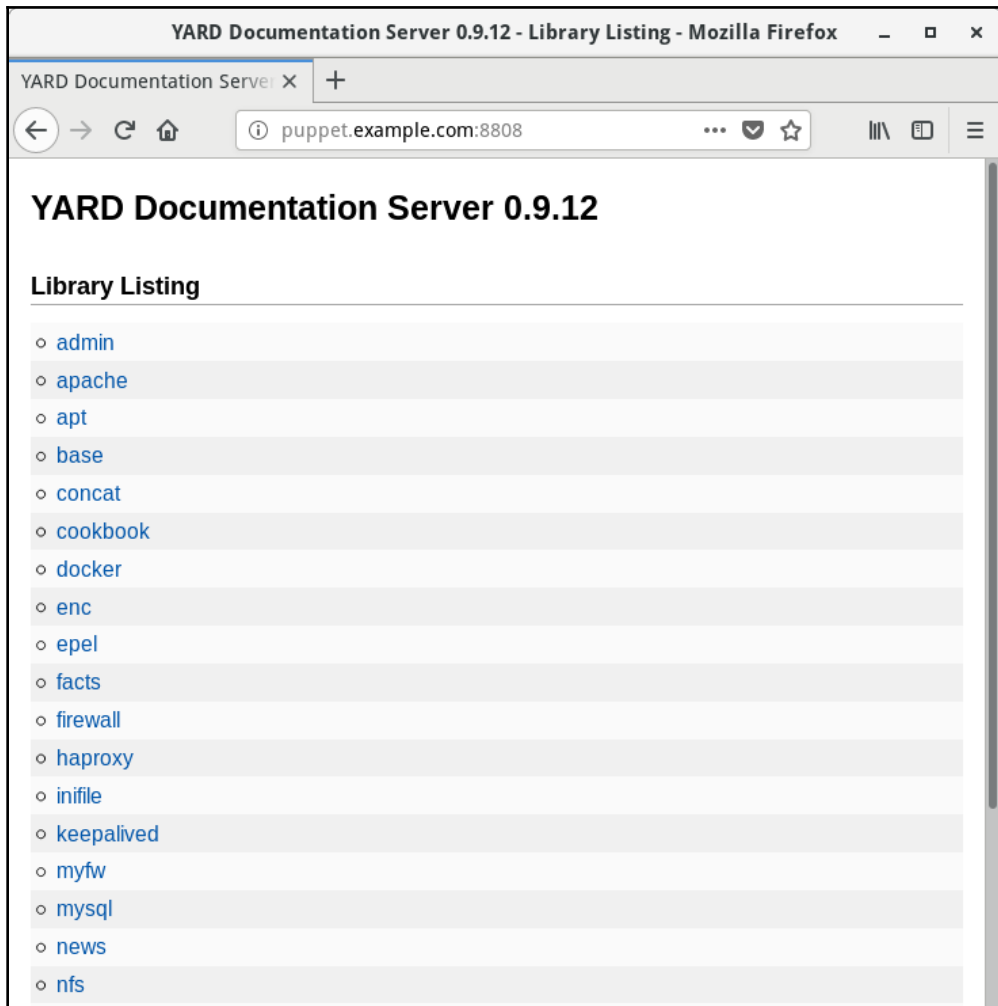 YARD Documentation Server 0.9.12 - Library Listing - Mozilla Firefox
YARD Documentation Server
puppet.example.com:8808
YARD Documentation Server 0.9.12
Library Listing
admin
apache
apt
base
concat
cookbook
docker
enc
epel
facts
firewall
haproxy
inifile
keepalived
myfw
mysql
news
nfs